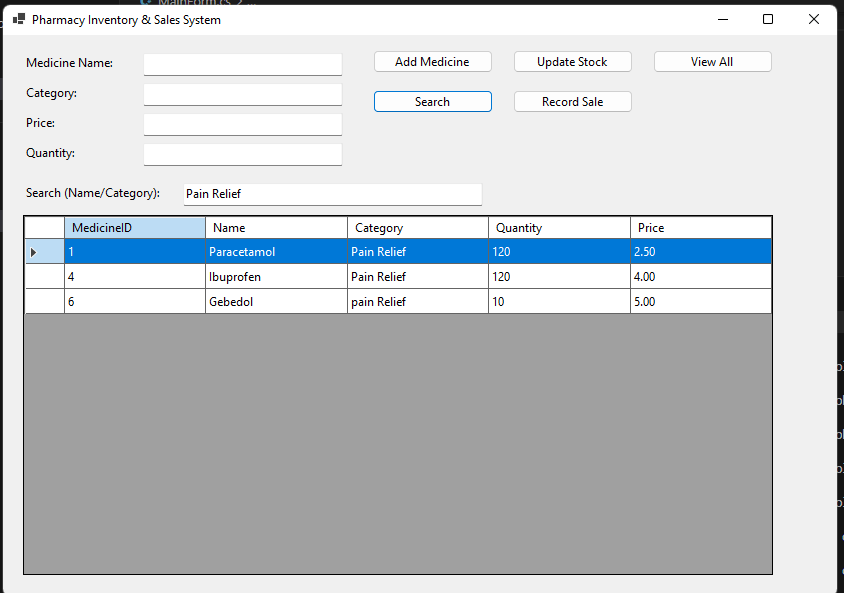 MainForm.cs
Pharmacy Inventory & Sales System
Medicine Name:
Add Medicine Update Stock View All
Category:
Search Record Sale
Price:
Quantity:
Search (Name/Category): Pain Relief
MedicineID Name Category Quantity Price
1 Paracetamol Pain Relief 120 2.50
4 Ibuprofen Pain Relief 120 4.00
6 Gebedol pain Relief 10 5.00